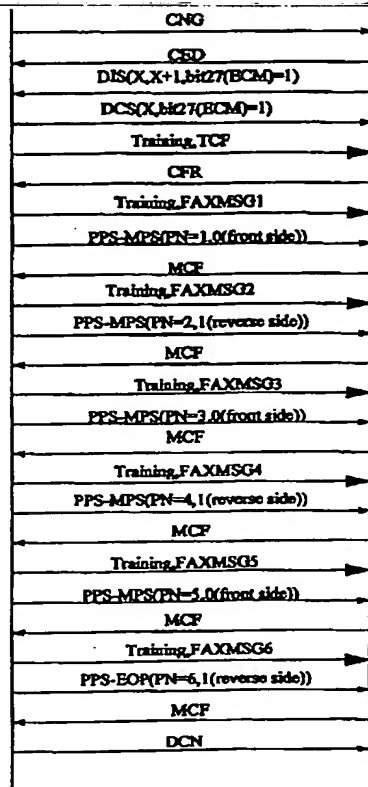 CNG
CED
DIS(X,X+1,bit27(ECM)=1)
DCS(X,bit27(ECM)=1)
Training,TCF
CFR
Training,FAXMSG1
PPS-MPS(PN=1,0(front side))
MCF
Training,FAXMSG2
PPS-MPS(PN=2,1(reverse side))
MCF
Training,FAXMSG3
PPS-MPS(PN=3,0(front side))
MCF
Training,FAXMSG4
PPS-MPS(PN=4,1(reverse side))
MCF
Training,FAXMSG5
PPS-MPS(PN=5,0(front side))
MCF
Training,FAXMSG6
PPS-EOP(PN=6,1(reverse side))
MCF
DCN